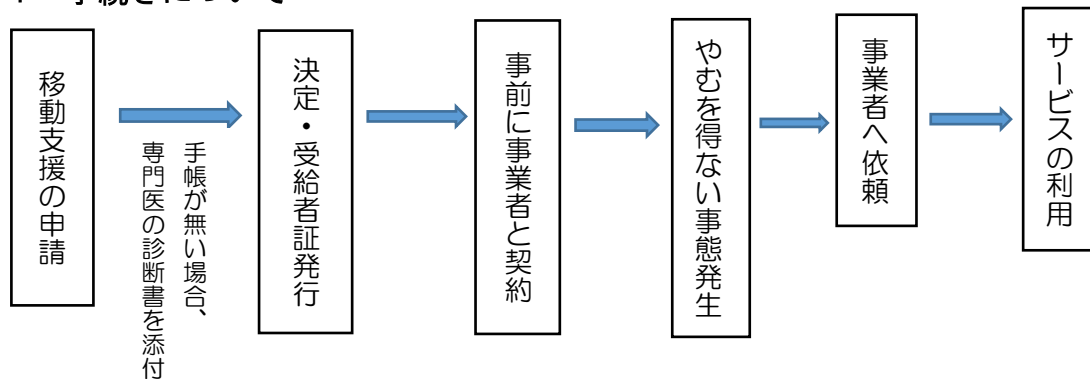 移動支援の申請
手帳が無い場合、
専門医の診断書を添付
決定・受給者証発行
事前に事業者と契約
やむを得ない事態発生
事業者へ依頼
サービスの利用